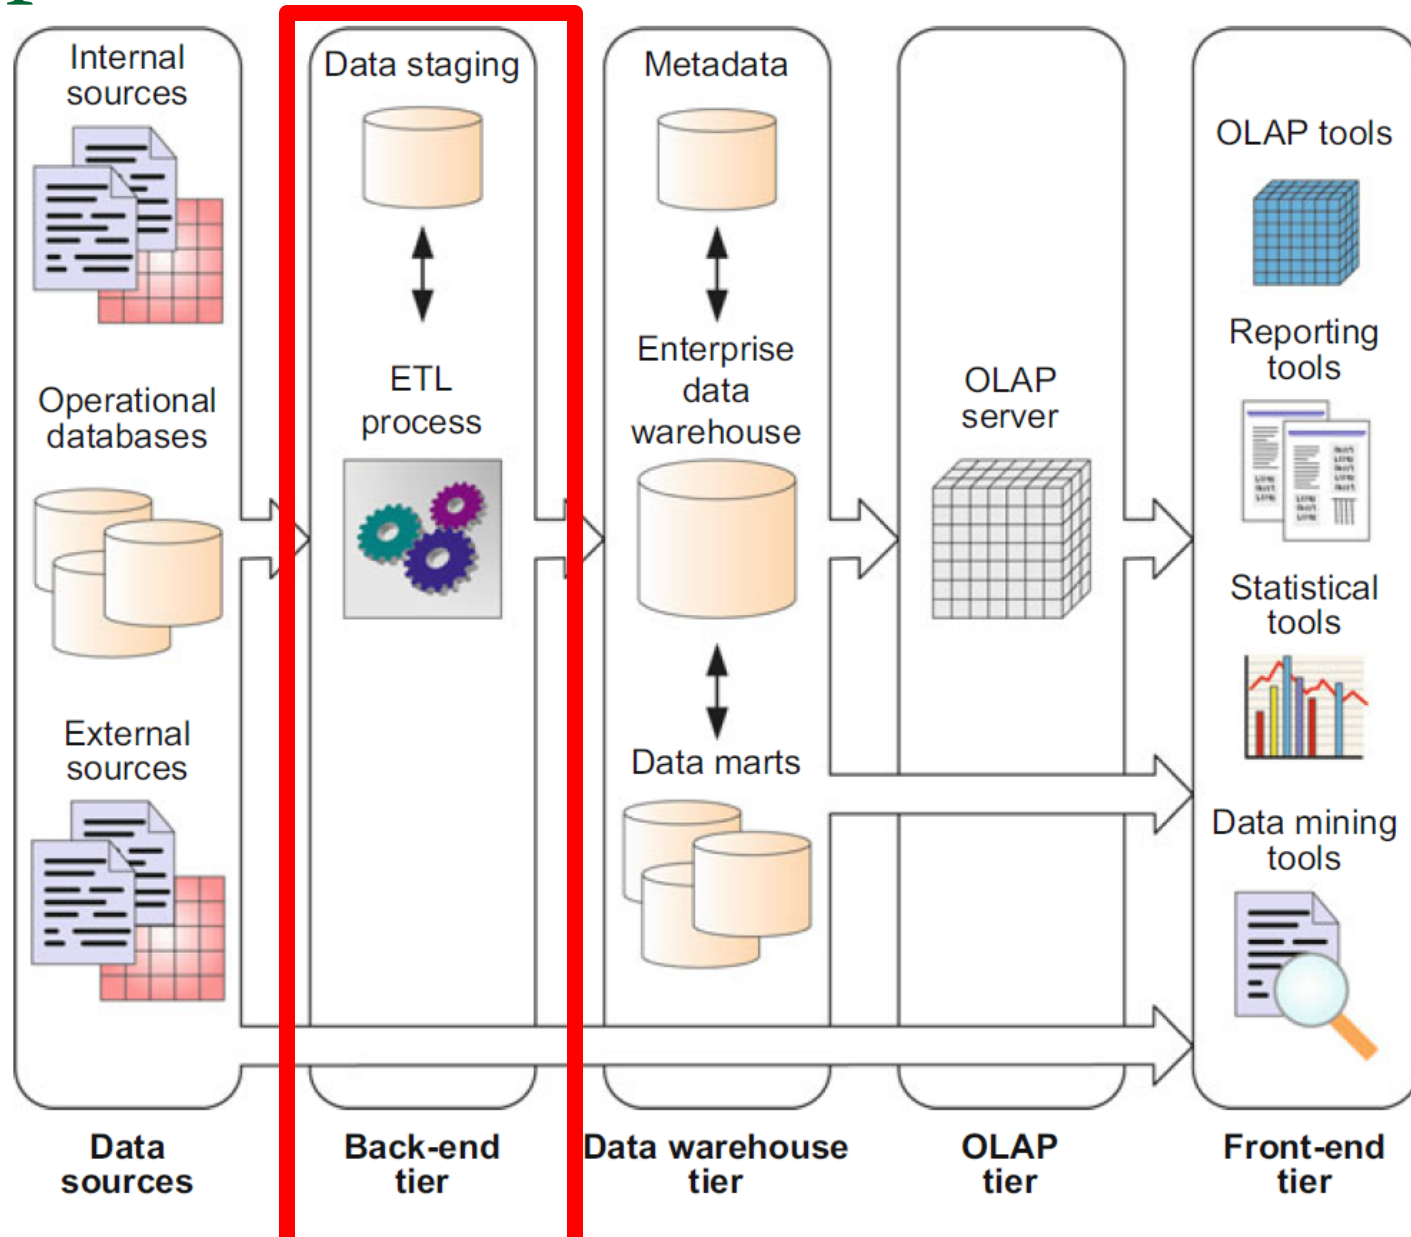 Internal
sources
Operational
databases
External
sources
Data
sources
Data staging
ETL
process
Back-end
tier
Metadata
Enterprise
data
warehouse
Data marts
Data warehouse
tier
OLAP
server
OLAP
tier
OLAP tools
Reporting
tools
Statistical
tools
Data mining
tools
Front-end
tier